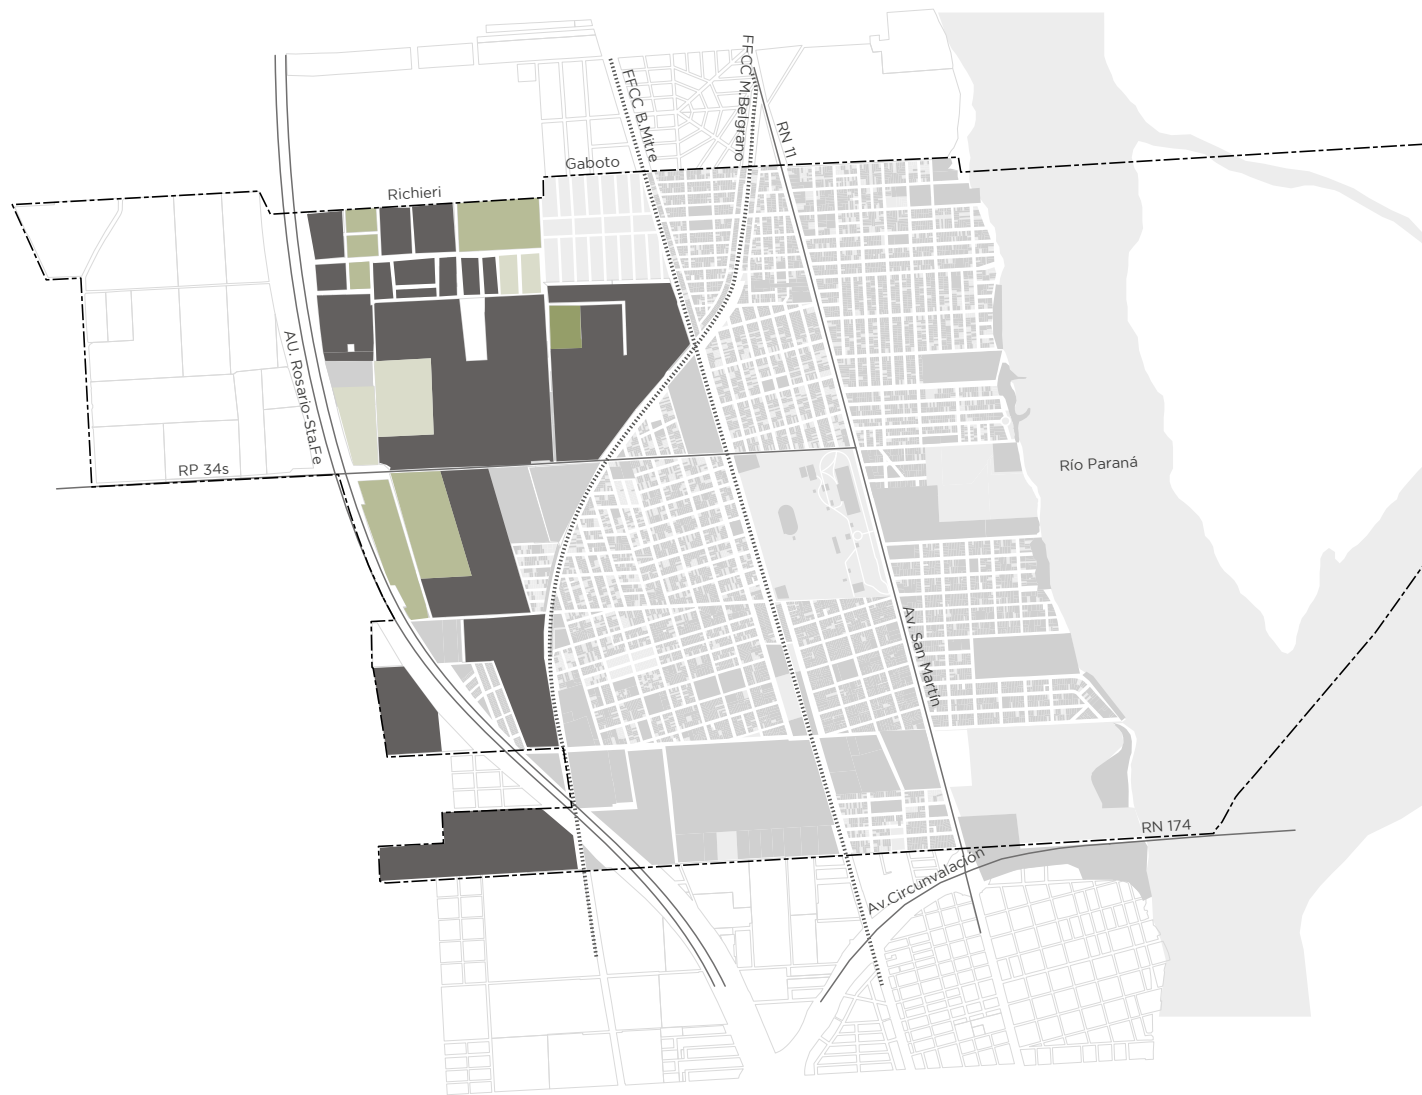 FFCC M.Belgrano
FFCC B.Mitre
RN 11
Gaboto
Richieri
AU. Rosario-Sta.Fe
RP 34s
Río Paraná
Av. San Martín
RN 174
Av.Circunvalación